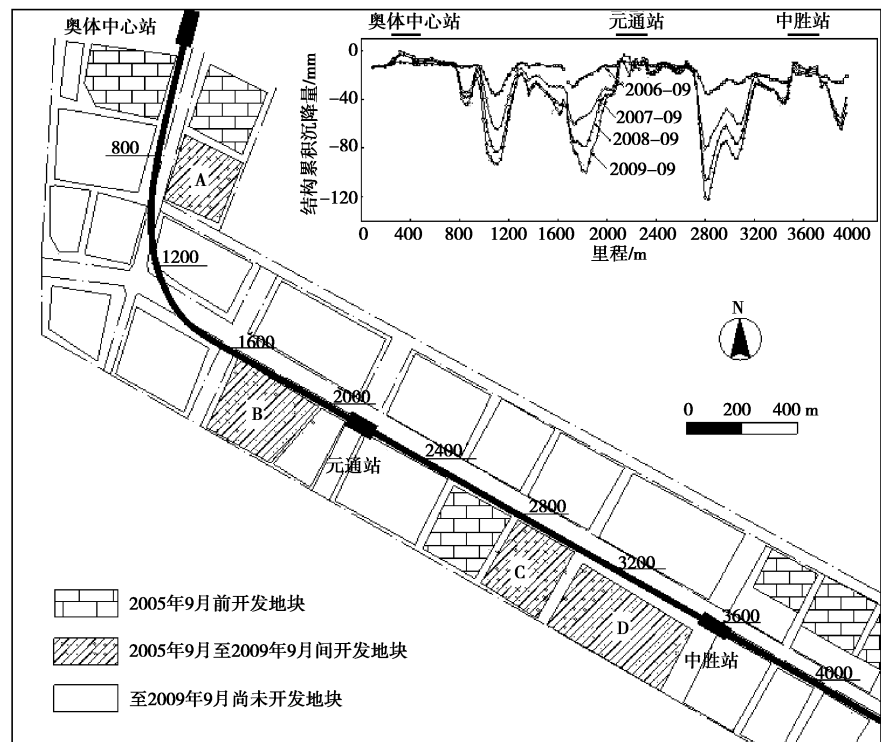 奥体中心站
奥体中心站
元通站
中胜站
结构累积沉降量/mm
0
-40
-80
-120
2006-09
2007-09
2008-09
2009-09
0 400 800 1200 1600 2000 2400 2800 3200 3600 4000
里程/m
800
A
1200
N
1600
0 200 400 m
2000
B
2400
元通站
2800
C
3200
D
3600
中胜站
4000
2005年9月前开发地块
2005年9月至2009年9月间开发地块
至2009年9月尚未开发地块